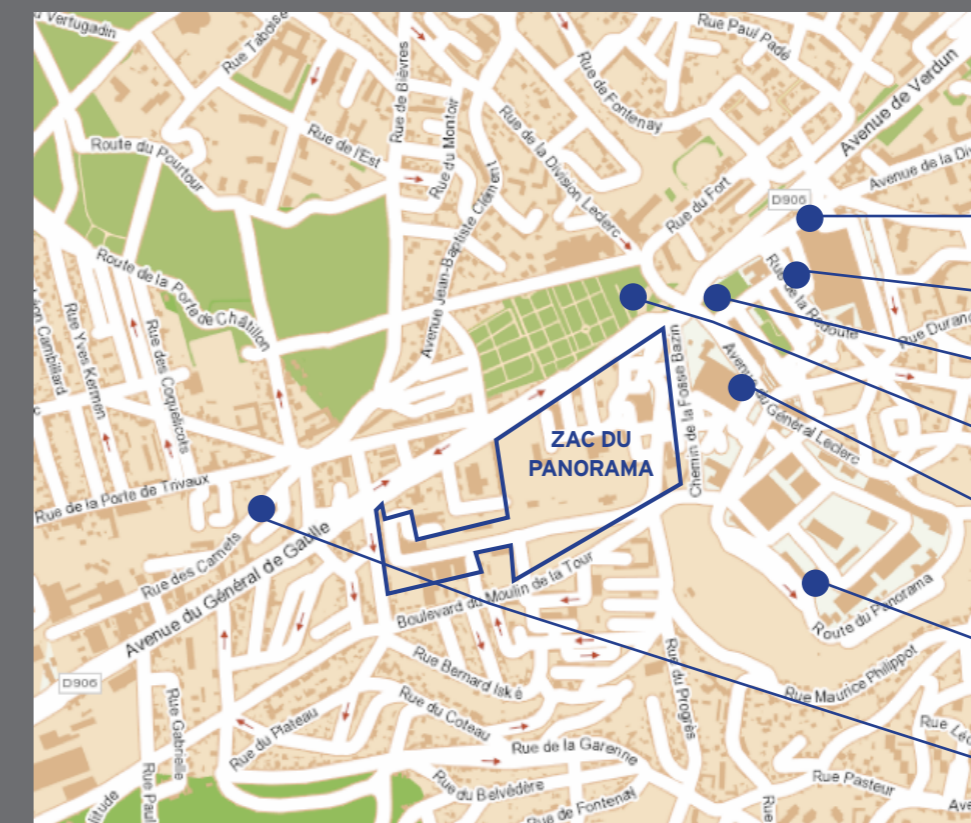 Vertugadin
Rue Paul Padé
Avenue de Verdun
Rue de Bièvres
Rue de Fontenay
Rue du Montoir
Rue de la Division Leclerc
Rue de l'Est
Route du Pourtour
Avenue de la
Rue du Fort
D906
Avenue Jean-Baptiste Clément
Route de la Porte de Châtillon
Rue de la Redoute
Rue Yves Kermen
Rue des Coquelicots
Chemin de la Fosse Bazin
Avenue du Général Leclerc
ZAC DU
PANORAMA
Rue de la Porte de Trivaux
Rue des Carnets
Avenue du Général de Gaulle
Boulevard du Moulin de la Tour
Route du Panorama
D906
Rue Bernard Iské
Rue du Progrès
Rue Maurice Philippot
Rue Gabrielle
Rue du Plateau
Rue du Coteau
Rue de la Garenne
Rue
Rue Pasteur
Rue du Belvédère
Rue de Fontenay
Rue Paul
Rue